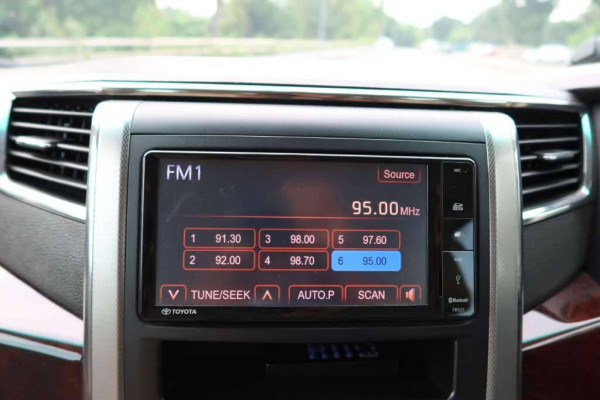 FM1 Source
95.00MHz
1 91.30 3 98.00 5 97.60
2 92.00 4 98.70 6 95.00
TUNE/SEEK AUTO.P SCAN
TOYOTA
Bluetooth